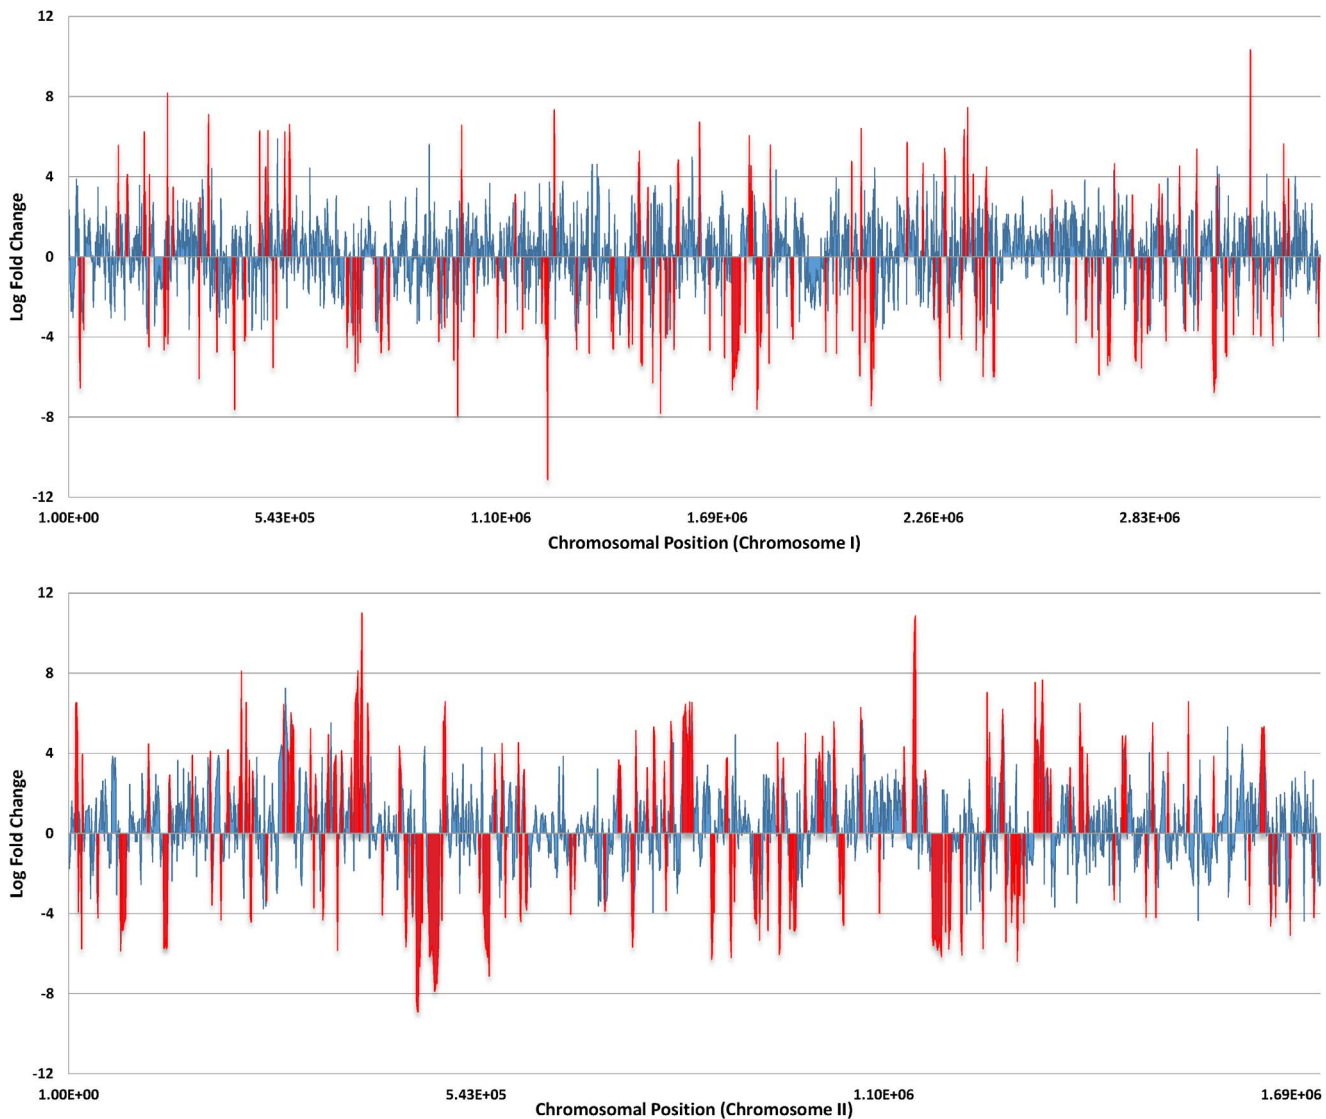 12
8
4
0
-4
-8
-12
Log Fold Change
1.00E+00 5.43E+05 1.10E+06 1.69E+06 2.26E+06 2.83E+06
Chromosomal Position (Chromosome I)
12
8
4
0
-4
-8
-12
Log Fold Change
1.00E+00 5.43E+05 1.10E+06 1.69E+06
Chromosomal Position (Chromosome II)